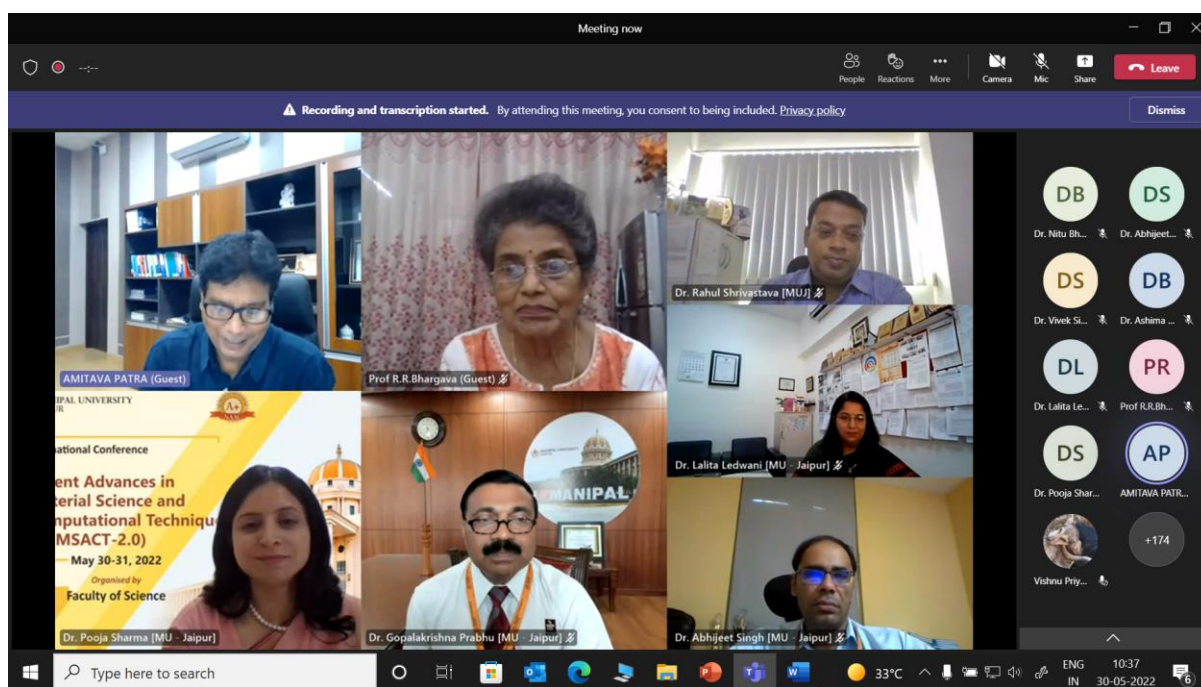 Meeting now
--:--
People
Reactions
More
Camera
Mic
Share
Leave
Recording and transcription started. By attending this meeting, you consent to being included. Privacy policy
Dismiss
AMITAVA PATRA (Guest)
Prof R.R.Bhargava (Guest)
Dr. Rahul Shrivastava [MUJ]
Dr. Lalita Ledwani [MU - Jaipur]
NIPAL UNIVERSITY
UR
A+
NAAC
national Conference
ent Advances in
terial Science and
mputational Techniqu
MSACT-2.0)
May 30-31, 2022
Organised by
Faculty of Science
Dr. Pooja Sharma [MU - Jaipur]
MANIPAL
Dr. Gopalakrishna Prabhu [MU - Jaipur]
Dr. Abhijeet Singh [MU - Jaipur]
DB
DS
Dr. Nitu Bh...
Dr. Abhijeet...
DS
DB
Dr. Vivek Si...
Dr. Ashima ...
DL
PR
Dr. Lalita Le...
Prof R.R.Bh...
DS
AP
Dr. Pooja Shar...
AMITAVA PATR...
+174
Vishnu Priy...
Type here to search
33°C
ENG
IN
10:37
30-05-2022
6